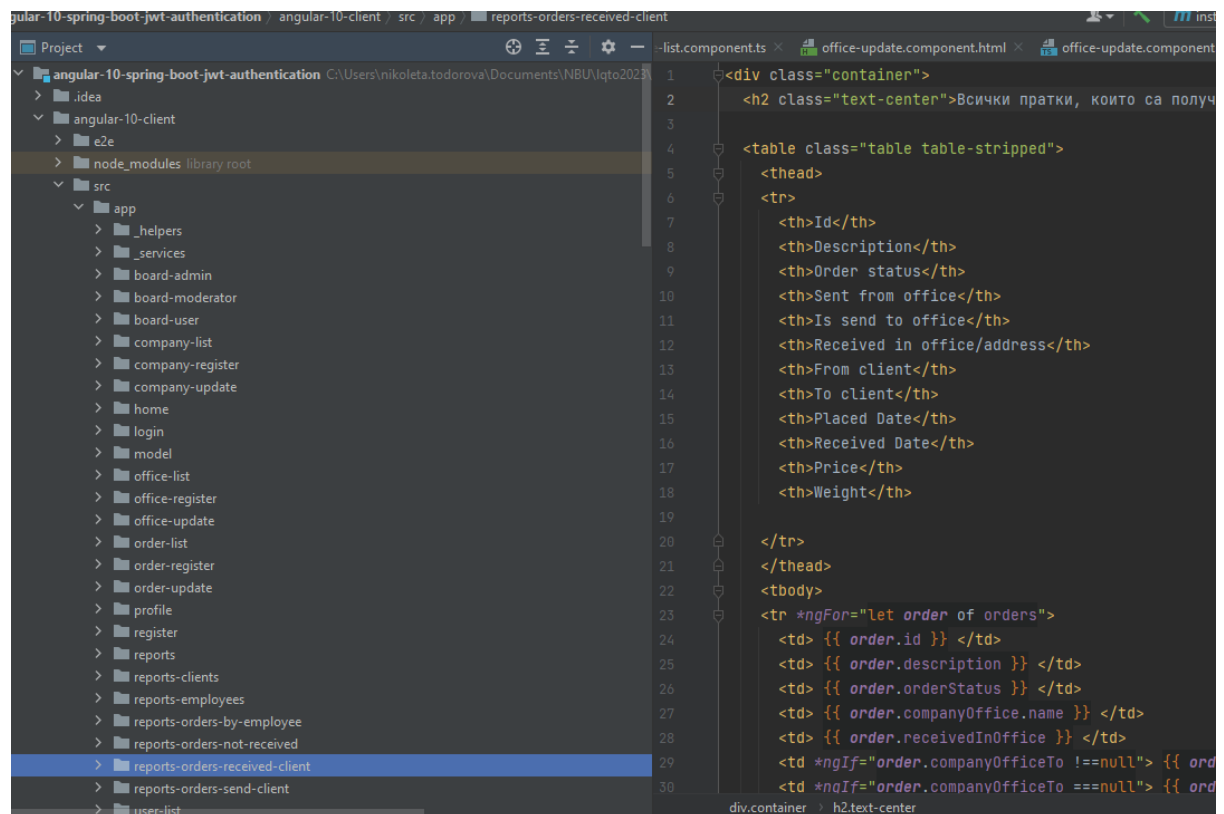 gular-10-spring-boot-jwt-authentication angular-10-client src app reports-orders-received-client
Project
angular-10-spring-boot-jwt-authentication C:\Users\nikoleta.todorova\Documents\NBU\Iqto2023\
.idea
angular-10-client
e2e
node_modules library root
src
app
_helpers
_services
board-admin
board-moderator
board-user
company-list
company-register
company-update
home
login
model
office-list
office-register
office-update
order-list
order-register
order-update
profile
register
reports
reports-clients
reports-employees
reports-orders-by-employee
reports-orders-not-received
reports-orders-received-client
reports-orders-send-client
user-list
m inst
-list.component.ts office-update.component.html office-update.component
1 <div class="container">
2 <h2 class="text-center">Всички пратки, които са получ
3
4 <table class="table table-stripped">
5 <thead>
6 <tr>
7 <th>Id</th>
8 <th>Description</th>
9 <th>Order status</th>
10 <th>Sent from office</th>
11 <th>Is send to office</th>
12 <th>Received in office/address</th>
13 <th>From client</th>
14 <th>To client</th>
15 <th>Placed Date</th>
16 <th>Received Date</th>
17 <th>Price</th>
18 <th>Weight</th>
19
20 </tr>
21 </thead>
22 <tbody>
23 <tr *ngFor="let order of orders">
24 <td> {{ order.id }} </td>
25 <td> {{ order.description }} </td>
26 <td> {{ order.orderStatus }} </td>
27 <td> {{ order.companyOffice.name }} </td>
28 <td> {{ order.receivedInOffice }} </td>
29 <td *ngIf="order.companyOfficeTo !==null"> {{ ord
30 <td *ngIf="order.companyOfficeTo ===null"> {{ ord
div.container h2.text-center